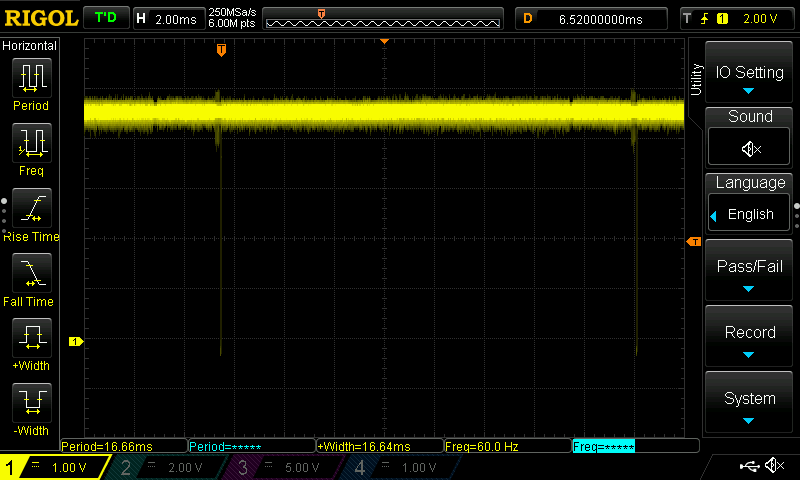 RIGOL T'D H 2.00ms 250MSa/s 6.00M pts T D 6.52000000ms T 1 2.00 V
Horizontal
Period
Freq
Rise Time
Fall Time
+Width
-Width
T
T
1
Utility
IO Setting
Sound
Language
English
Pass/Fail
Record
System
Period=16.66ms Period=***** +Width=16.64ms Freq=60.0 Hz Freq=*****
1 1.00 V 2 2.00 V 3 5.00 V 4 1.00 V